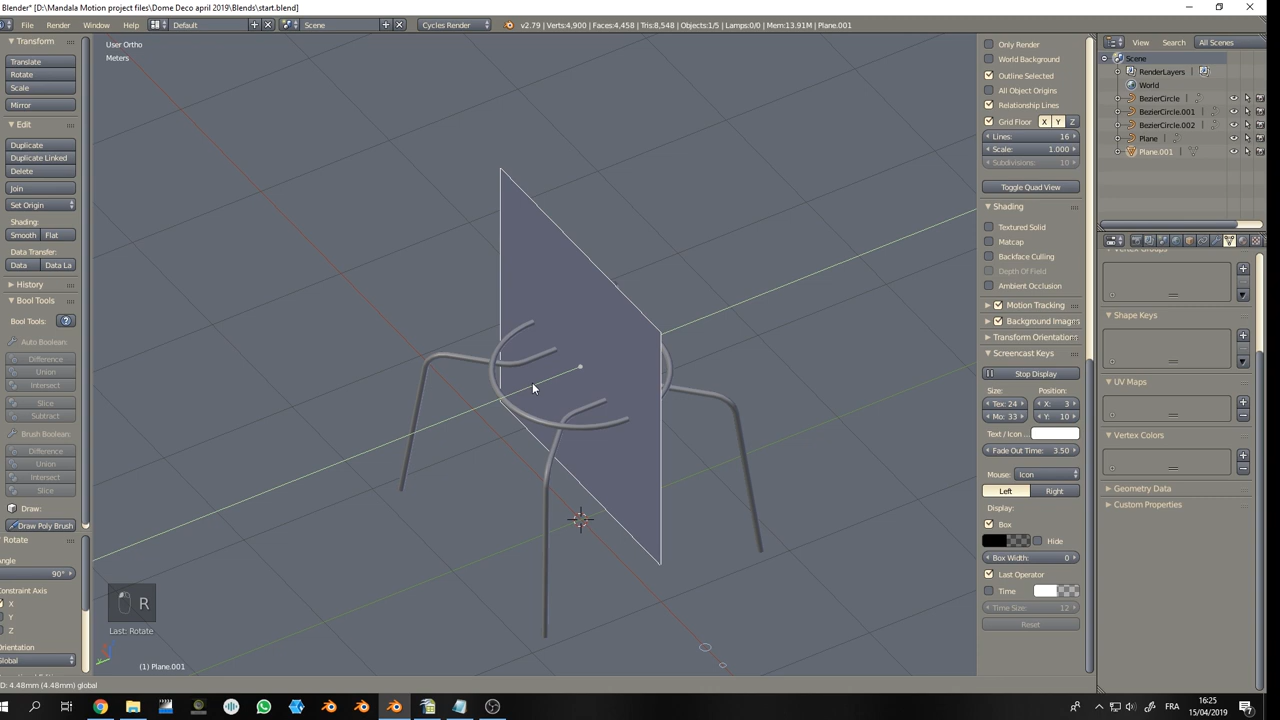 Blender* [D:\Mandala Motion project files\Dome Deco april 2019\Blends\start.blend]
File Render Window Help Default Scene Cycles Render v2.79 | Verts:4,900 | Faces:4,458 | Tris:8,548 | Objects:1/5 | Lamps:0/0 | Mem:13.91M | Plane.001
Transform
Translate
Rotate
Scale
Mirror
Edit
Duplicate
Duplicate Linked
Delete
Join
Set Origin
Shading:
Smooth Flat
Data Transfer:
Data Data La
History
Bool Tools
Bool Tools:
Auto Boolean:
Difference
Union
Intersect
Slice
Subtract
Brush Boolean:
Difference
Union
Intersect
Slice
Draw:
Draw Poly Brush
Rotate
Angle
90°
Constraint Axis
X
Y
Z
Orientation
Global
User Ortho
Meters
R
Last: Rotate
(1) Plane.001
D: 4.48mm (4.48mm) global
Only Render
World Background
Outline Selected
All Object Origins
Relationship Lines
Grid Floor X Y Z
Lines: 16
Scale: 1.000
Subdivisions: 10
Toggle Quad View
Shading
Textured Solid
Matcap
Backface Culling
Depth Of Field
Ambient Occlusion
Motion Tracking
Background Images
Transform Orientations
Screencast Keys
Stop Display
Size: Position:
Tex: 24 X: 3
Mo: 33 Y: 10
Text / Icon ...
Fade Out Time: 3.50
Mouse: Icon
Left Right
Display:
Box
Hide
Box Width: 0
Last Operator
Time
Time Size: 12
Reset
View Search All Scenes
Scene
RenderLayers
World
BezierCircle
BezierCircle.001
BezierCircle.002
Plane
Plane.001
Vertex Groups
Shape Keys
UV Maps
Vertex Colors
Geometry Data
Custom Properties
16:25
15/04/2019